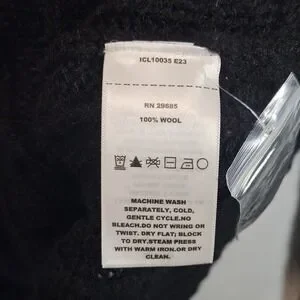 ICL10035 E23
RN 29685
100% WOOL
MACHINE WASH
SEPARATELY, COLD,
GENTLE CYCLE.NO
BLEACH.DO NOT WRING OR
TWIST. DRY FLAT; BLOCK
TO DRY.STEAM PRESS
WITH WARM IRON.OR DRY
CLEAN.